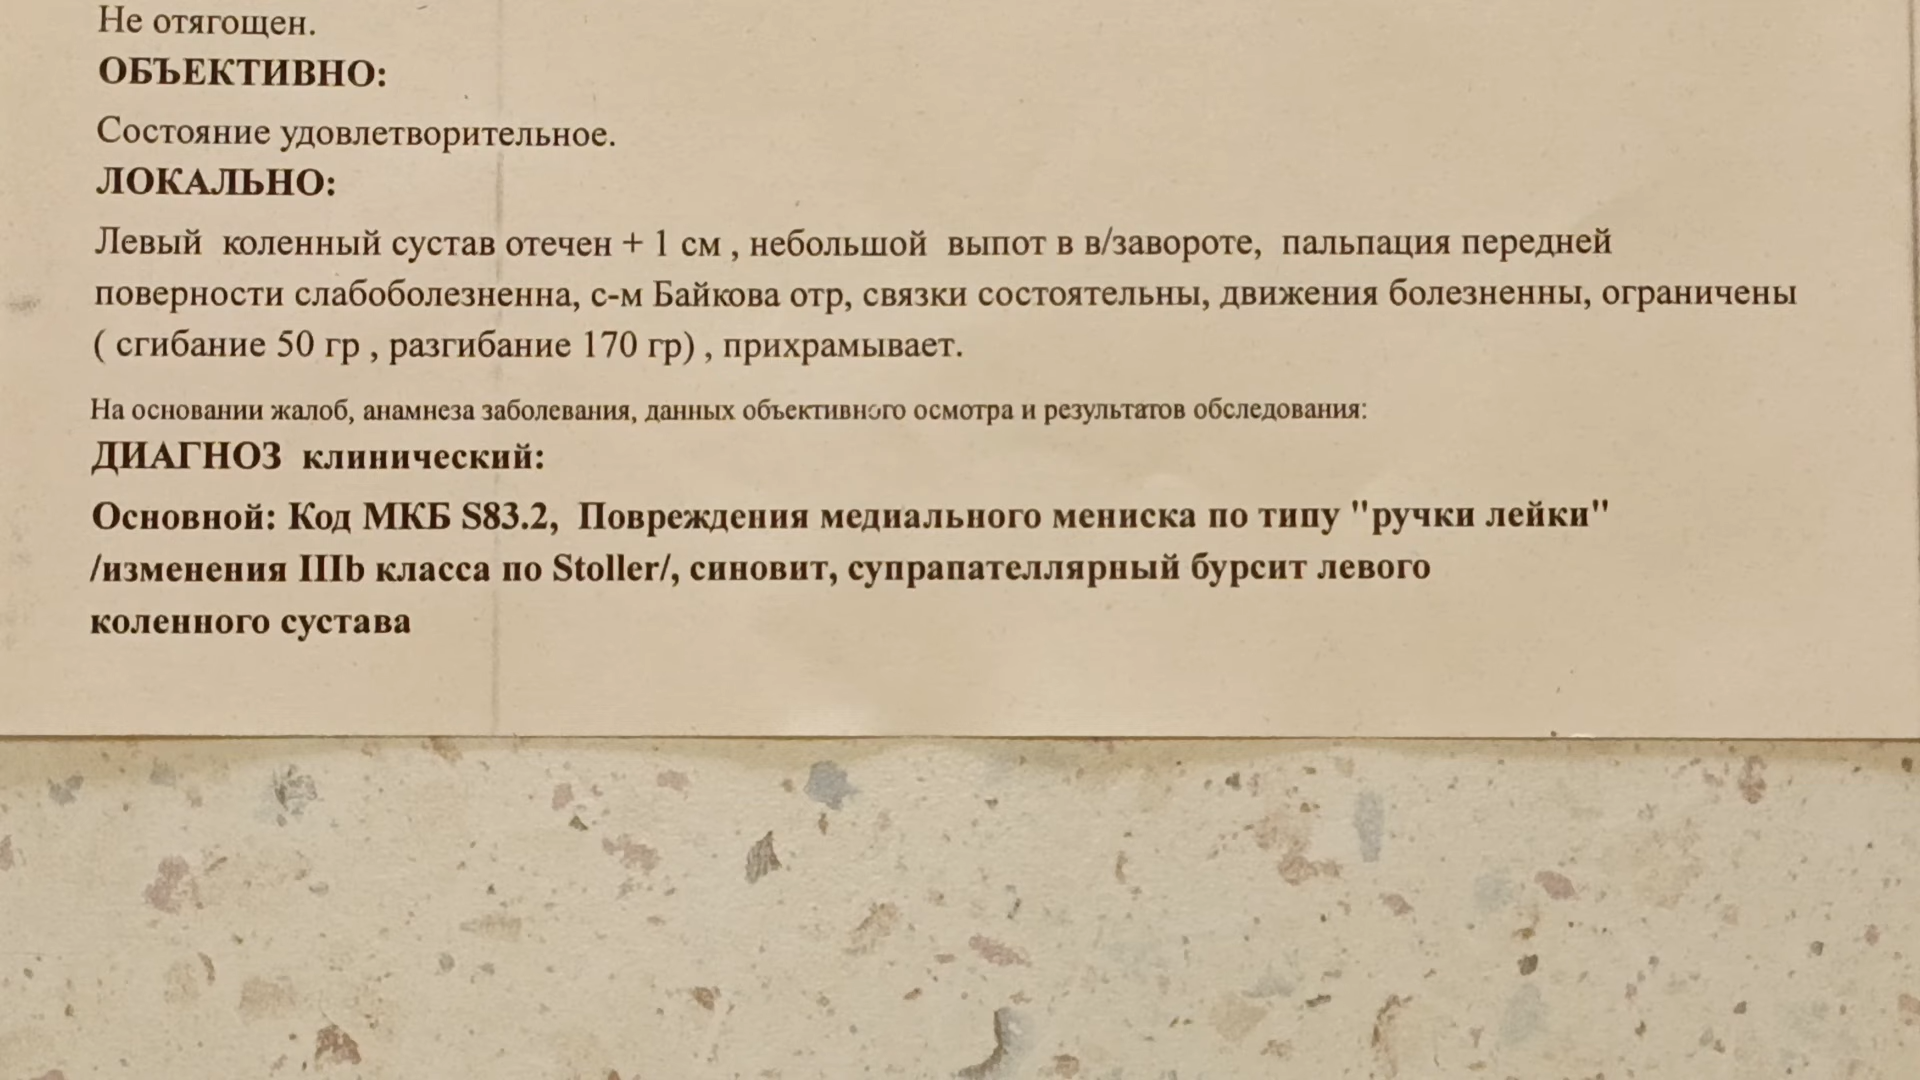 Не отягощен.
ОБЪЕКТИВНО:
Состояние удовлетворительное.
ЛОКАЛЬНО:
Левый коленный сустав отечен + 1 см , небольшой выпот в в/завороте, пальпация передней
поверности слабоболезненна, с-м Байкова отр, связки состоятельны, движения болезненны, ограничены
( сгибание 50 гр , разгибание 170 гр) , прихрамывает.
На основании жалоб, анамнеза заболевания, данных объективного осмотра и результатов обследования:
ДИАГНОЗ клинический:
Основной: Код МКБ S83.2, Повреждения медиального мениска по типу "ручки лейки"
/изменения IIIb класса по Stoller/, синовит, супрапателлярный бурсит левого
коленного сустава